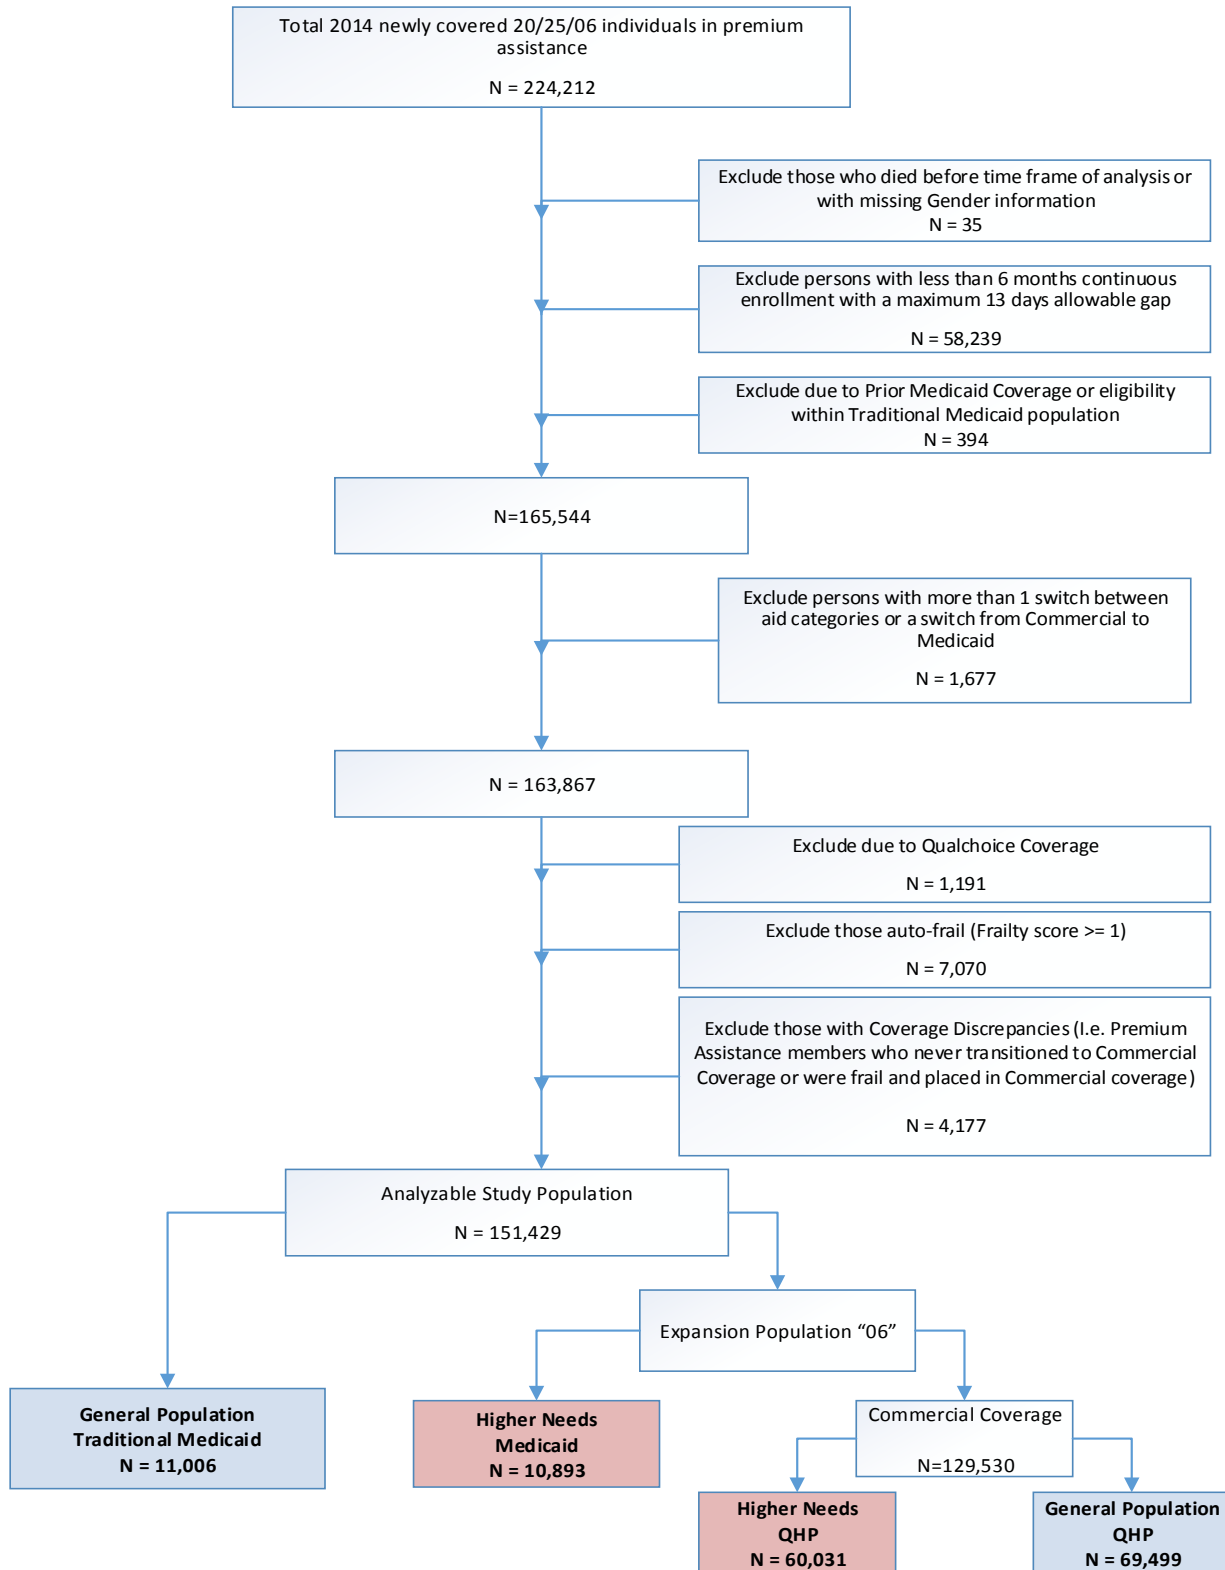 Total 2014 newly covered 20/25/06 individuals in premium
assistance
N = 224,212
Exclude those who died before time frame of analysis or
with missing Gender information
N = 35
Exclude persons with less than 6 months continuous
enrollment with a maximum 13 days allowable gap
N = 58,239
Exclude due to Prior Medicaid Coverage or eligibility
within Traditional Medicaid population
N = 394
N=165,544
Exclude persons with more than 1 switch between
aid categories or a switch from Commercial to
Medicaid
N = 1,677
N = 163,867
Exclude due to Qualchoice Coverage
N = 1,191
Exclude those auto-frail (Frailty score >= 1)
N = 7,070
Exclude those with Coverage Discrepancies (I.e. Premium
Assistance members who never transitioned to Commercial
Coverage or were frail and placed in Commercial coverage)
N = 4,177
Analyzable Study Population
N = 151,429
Expansion Population “06”
General Population
Traditional Medicaid
N = 11,006
Higher Needs
Medicaid
N = 10,893
Commercial Coverage
N=129,530
Higher Needs
QHP
N = 60,031
General Population
QHP
N = 69,499